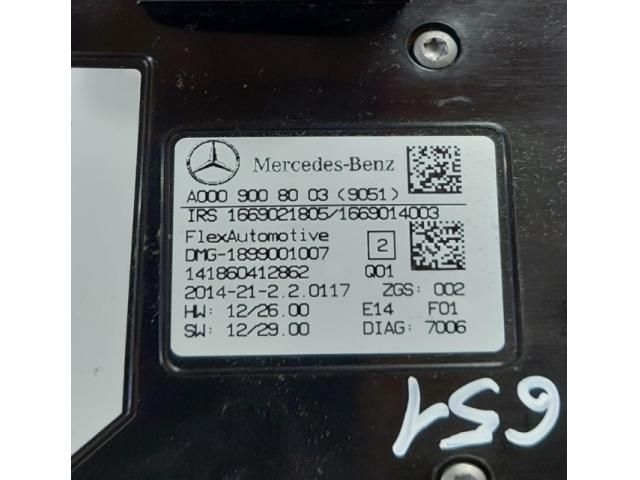 Mercedes-Benz
A000 900 80 03 (9051)
IRS 1669021805/1669014003
FlexAutomotive
DMG-1899001007 2
141860412862 Q01
2014-21-2.2.0117 ZGS: 002
HW: 12/26.00 E14 F01
SW: 12/29.00 DIAG: 7006
651